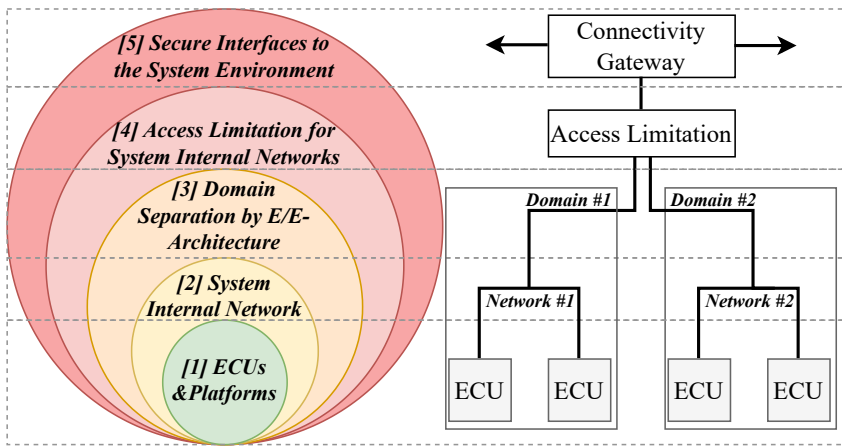 [5] Secure Interfaces to
the System Environment
[4] Access Limitation for
System Internal Networks
[3] Domain
Separation by E/E-
Architecture
[2] System
Internal Network
[1] ECUs
&Platforms
Connectivity
Gateway
Access Limitation
Domain #1
Domain #2
Network #1
Network #2
ECU
ECU
ECU
ECU